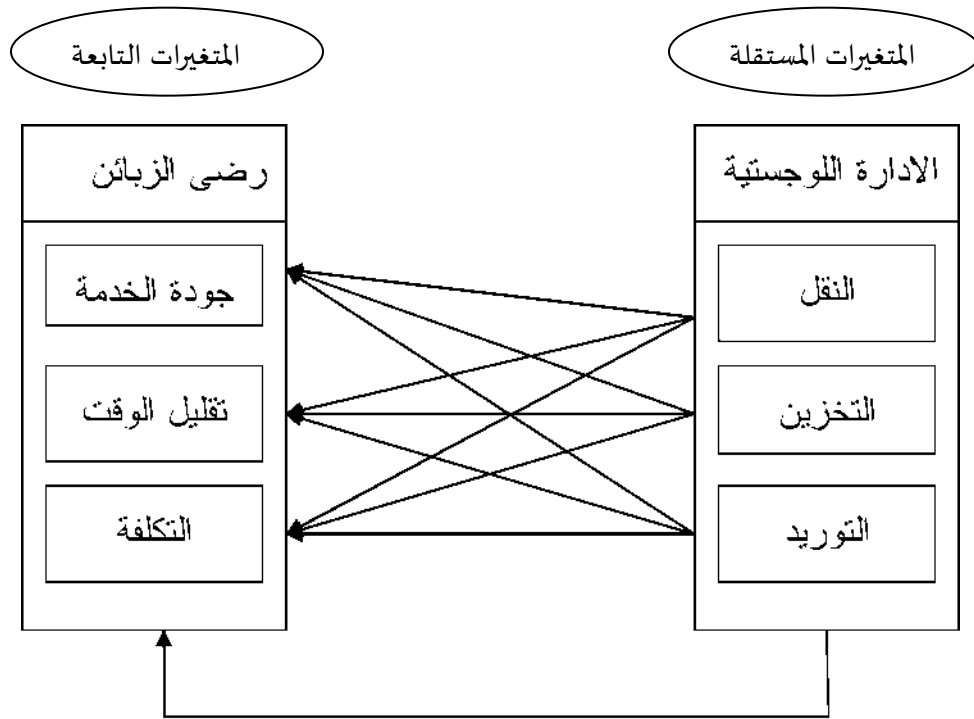 المتغيرات المستقلة
المتغيرات التابعة
الادارة اللوجستية
رضى الزبائن
النقل
جودة الخدمة
التخزين
تقليل الوقت
التوريد
التكلفة